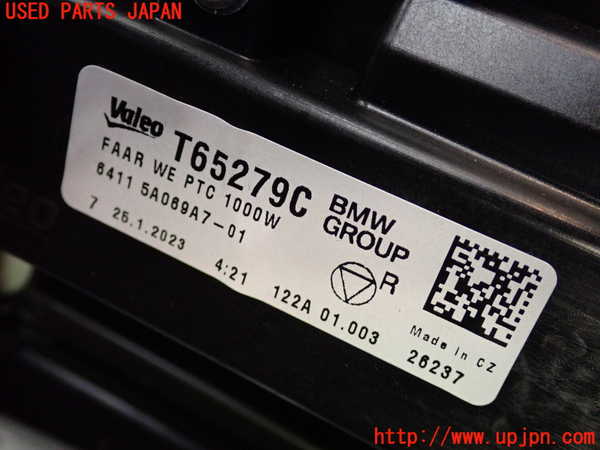 USED PARTS JAPAN
Valeo T65279C
FAAR WE PTC 1000W
6411 5A069A7-01
BMW
GROUP
7 25.1.2023 4:21 122A 01.003
R
Made in CZ
26237
http://www.upjpn.com/